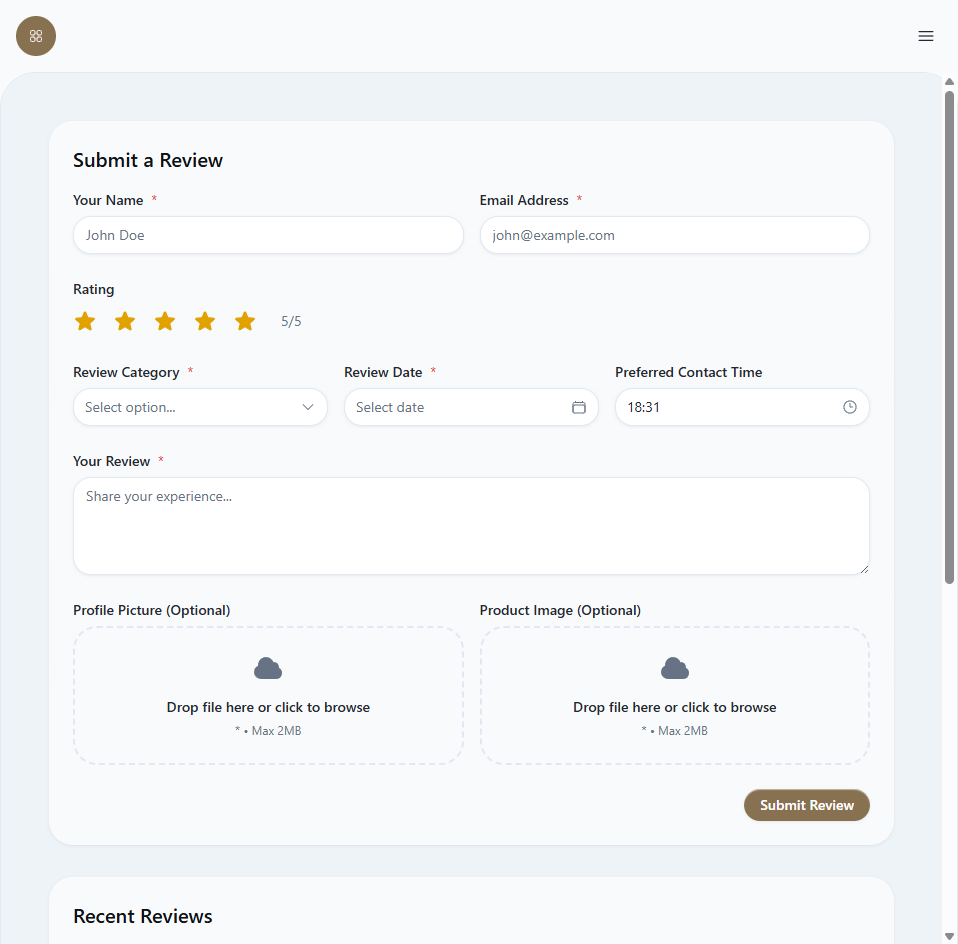 Submit a Review
Your Name *
Email Address *
John Doe
john@example.com
Rating
5/5
Review Category *
Review Date *
Preferred Contact Time
Select option...
Select date
18:31
Your Review *
Share your experience...
Profile Picture (Optional)
Product Image (Optional)
Drop file here or click to browse
* • Max 2MB
Drop file here or click to browse
* • Max 2MB
Submit Review
Recent Reviews